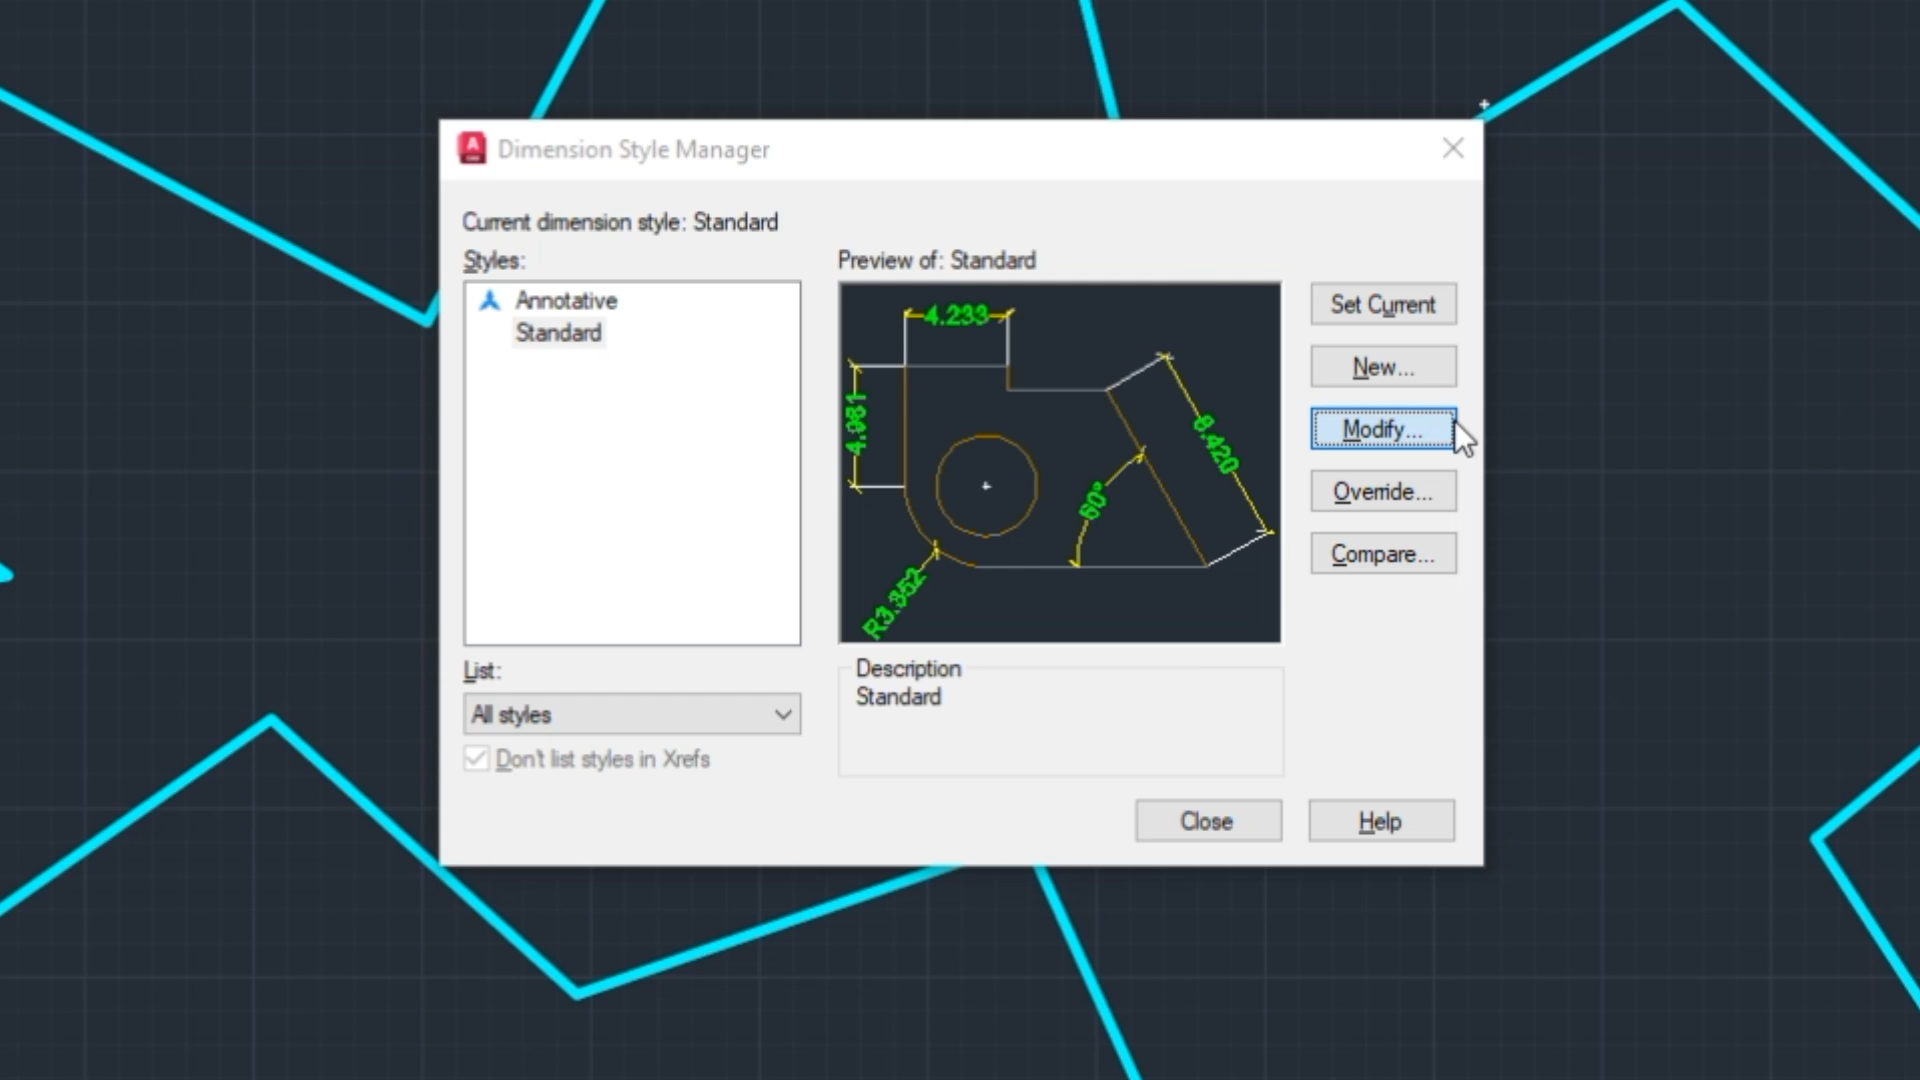 Dimension Style Manager
Current dimension style: Standard
Styles:
Preview of: Standard
Annotative
Standard
4.233
4.981
8.420
60°
R3.352
Set Current
New...
Modify...
Override...
Compare...
List:
All styles
Don't list styles in Xrefs
Description
Standard
Close
Help